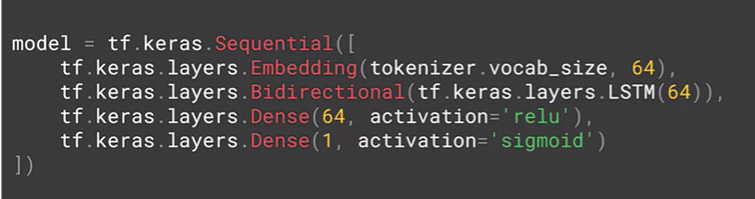 model = tf.keras.Sequential([
    tf.keras.layers.Embedding(tokenizer.vocab_size, 64),
    tf.keras.layers.Bidirectional(tf.keras.layers.LSTM(64)),
    tf.keras.layers.Dense(64, activation='relu'),
    tf.keras.layers.Dense(1, activation='sigmoid')
])